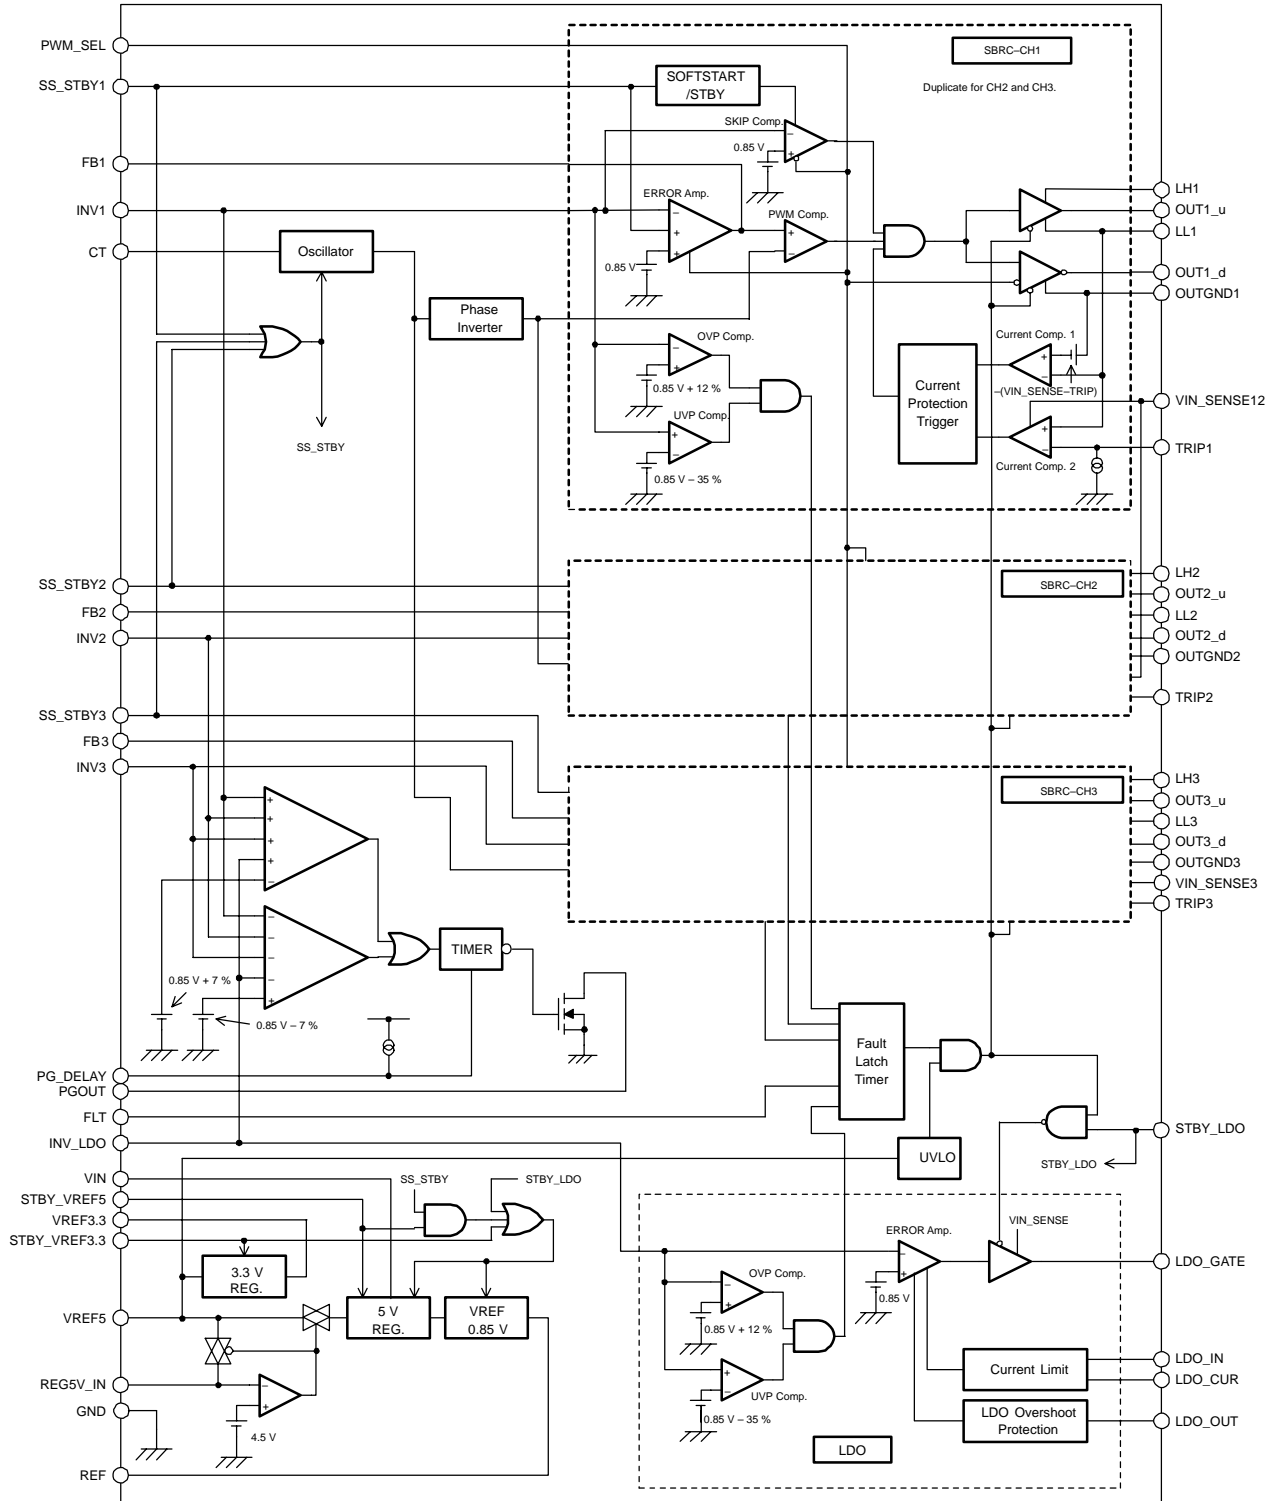 PWM_SEL
SBRC–CH1
SS_STBY1
SOFTSTART
/STBY
Duplicate for CH2 and CH3.
SKIP Comp.
–
+
0.85 V
FB1
LH1
ERROR Amp.
INV1
–
PWM Comp.
OUT1_u
+
+
LL1
CT
Oscillator
+
–
0.85 V
OUT1_d
OUTGND1
Phase
Inverter
OVP Comp.
Current Comp. 1
–
+
+
–
0.85 V + 12 %
Current
Protection
Trigger
–(VIN_SENSE–TRIP)
VIN_SENSE12
UVP Comp.
+
–
+
–
SS_STBY
TRIP1
Current Comp. 2
0.85 V – 35 %
SS_STBY2
SBRC–CH2
LH2
OUT2_u
FB2
LL2
INV2
OUT2_d
OUTGND2
TRIP2
SS_STBY3
FB3
INV3
SBRC–CH3
LH3
OUT3_u
+
+
+
+
–
LL3
OUT3_d
OUTGND3
VIN_SENSE3
TRIP3
–
–
–
–
+
TIMER
0.85 V + 7 %
0.85 V – 7 %
Fault
Latch
Timer
PG_DELAY
PGOUT
FLT
INV_LDO
STBY_LDO
UVLO
STBY_LDO
VIN
SS_STBY
STBY_LDO
STBY_VREF5
VREF3.3
STBY_VREF3.3
ERROR Amp.
VIN_SENSE
–
+
3.3 V
REG.
LDO_GATE
OVP Comp.
–
+
0.85 V
VREF5
5 V
REG.
VREF
0.85 V
0.85 V + 12 %
LDO_IN
+
–
Current Limit
REG5V_IN
–
+
LDO_CUR
UVP Comp.
GND
LDO Overshoot
Protection
LDO_OUT
0.85 V – 35 %
4.5 V
LDO
REF